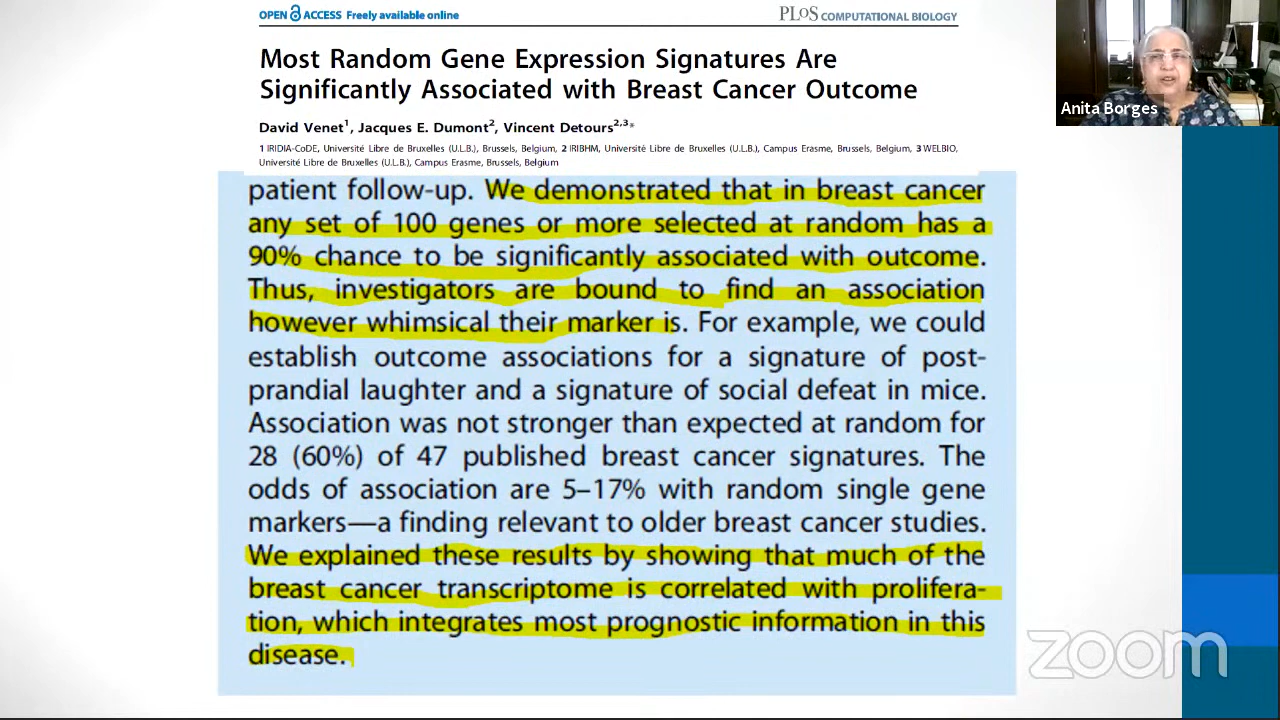 OPEN ACCESS Freely available online
PLoS COMPUTATIONAL BIOLOGY
Most Random Gene Expression Signatures Are
Significantly Associated with Breast Cancer Outcome
David Venet1, Jacques E. Dumont2, Vincent Detours2,3*
1 IRIDIA-CoDE, Université Libre de Bruxelles (U.L.B.), Brussels, Belgium, 2 IRIBHM, Université Libre de Bruxelles (U.L.B.), Campus Erasme, Brussels, Belgium, 3 WELBIO,
Université Libre de Bruxelles (U.L.B.), Campus Erasme, Brussels, Belgium
patient follow-up. We demonstrated that in breast cancer
any set of 100 genes or more selected at random has a
90% chance to be significantly associated with outcome.
Thus, investigators are bound to find an association
however whimsical their marker is. For example, we could
establish outcome associations for a signature of post-
prandial laughter and a signature of social defeat in mice.
Association was not stronger than expected at random for
28 (60%) of 47 published breast cancer signatures. The
odds of association are 5–17% with random single gene
markers—a finding relevant to older breast cancer studies.
We explained these results by showing that much of the
breast cancer transcriptome is correlated with prolifera-
tion, which integrates most prognostic information in this
disease.
Anita Borges
zoom